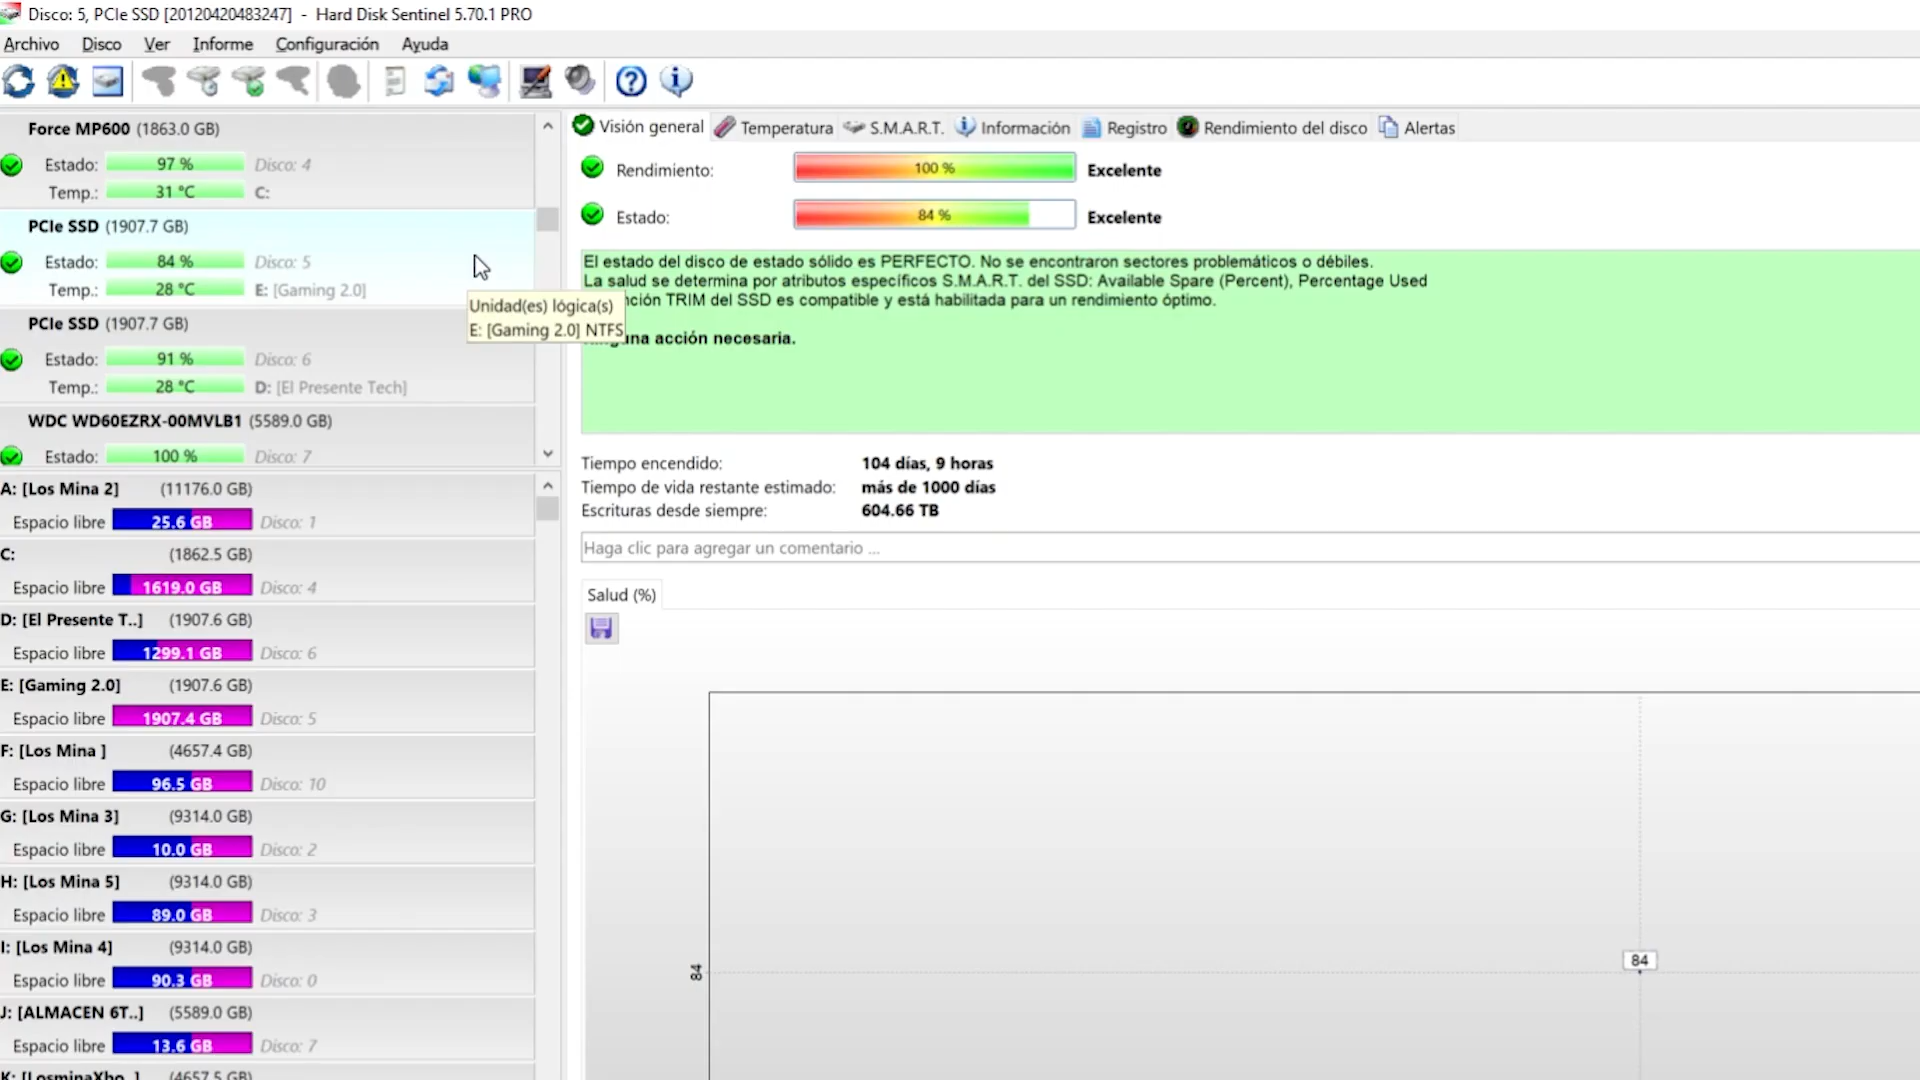 Disco: 5, PCIe SSD [20120420483247] - Hard Disk Sentinel 5.70.1 PRO
Archivo Disco Ver Informe Configuración Ayuda
Force MP600 (1863.0 GB)
Estado: 97 % Disco: 4
Temp.: 31 °C C:
PCIe SSD (1907.7 GB)
Estado: 84 % Disco: 5
Temp.: 28 °C E: [Gaming 2.0]
PCIe SSD (1907.7 GB)
Estado: 91 % Disco: 6
Temp.: 28 °C D: [El Presente Tech]
WDC WD60EZRX-00MVLB1 (5589.0 GB)
Estado: 100 % Disco: 7
Unidad(es) lógica(s)
E: [Gaming 2.0] NTFS
A: [Los Mina 2] (11176.0 GB)
Espacio libre 25.6 GB Disco: 1
C: (1862.5 GB)
Espacio libre 1619.0 GB Disco: 4
D: [El Presente T..] (1907.6 GB)
Espacio libre 1299.1 GB Disco: 6
E: [Gaming 2.0] (1907.6 GB)
Espacio libre 1907.4 GB Disco: 5
F: [Los Mina ] (4657.4 GB)
Espacio libre 96.5 GB Disco: 10
G: [Los Mina 3] (9314.0 GB)
Espacio libre 10.0 GB Disco: 2
H: [Los Mina 5] (9314.0 GB)
Espacio libre 89.0 GB Disco: 3
I: [Los Mina 4] (9314.0 GB)
Espacio libre 90.3 GB Disco: 0
J: [ALMACEN 6T..] (5589.0 GB)
Espacio libre 13.6 GB Disco: 7
K: [LosminaXbo..] (4657.5 GB)
Visión general Temperatura S.M.A.R.T. Información Registro Rendimiento del disco Alertas
Rendimiento: 100 % Excelente
Estado: 84 % Excelente
El estado del disco de estado sólido es PERFECTO. No se encontraron sectores problemáticos o débiles.
La salud se determina por atributos específicos S.M.A.R.T. del SSD: Available Spare (Percent), Percentage Used
nción TRIM del SSD es compatible y está habilitada para un rendimiento óptimo.
una acción necesaria.
Tiempo encendido: 104 días, 9 horas
Tiempo de vida restante estimado: más de 1000 días
Escrituras desde siempre: 604.66 TB
Haga clic para agregar un comentario ...
Salud (%)
84
84